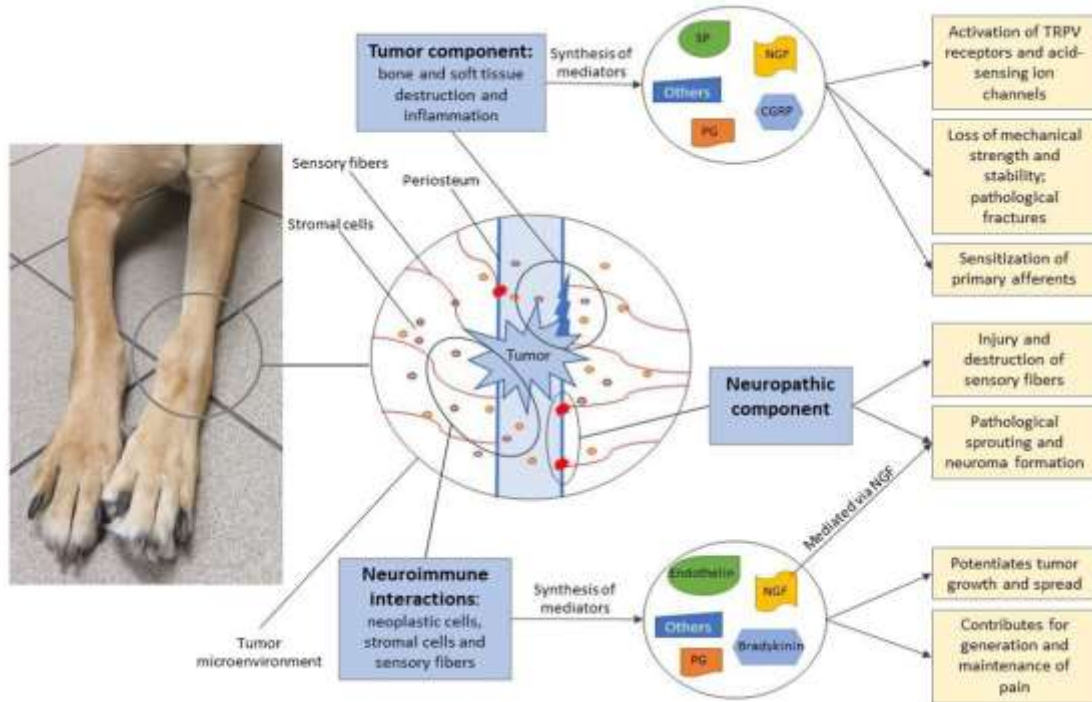 Tumor component:
bone and soft tissue
destruction and
inflammation
Synthesis of
mediators
SP
NGF
Others
CGRP
PG
Activation of TRPV
receptors and acid-
sensing ion
channels
Loss of mechanical
strength and
stability;
pathological
fractures
Sensitization of
primary afferents
Sensory fibers
Periosteum
Stromal cells
Tumor
Neuropathic
component
Injury and
destruction of
sensory fibers
Pathological
sprouting and
neuroma formation
Mediated via NGF
Neuroimmune
interactions:
neoplastic cells,
stromal cells and
sensory fibers
Tumor
microenvironment
Synthesis of
mediators
Endothelin
NGF
Others
Bradskinin
PG
Potentiates tumor
growth and spread
Contributes for
generation and
maintenance of
pain